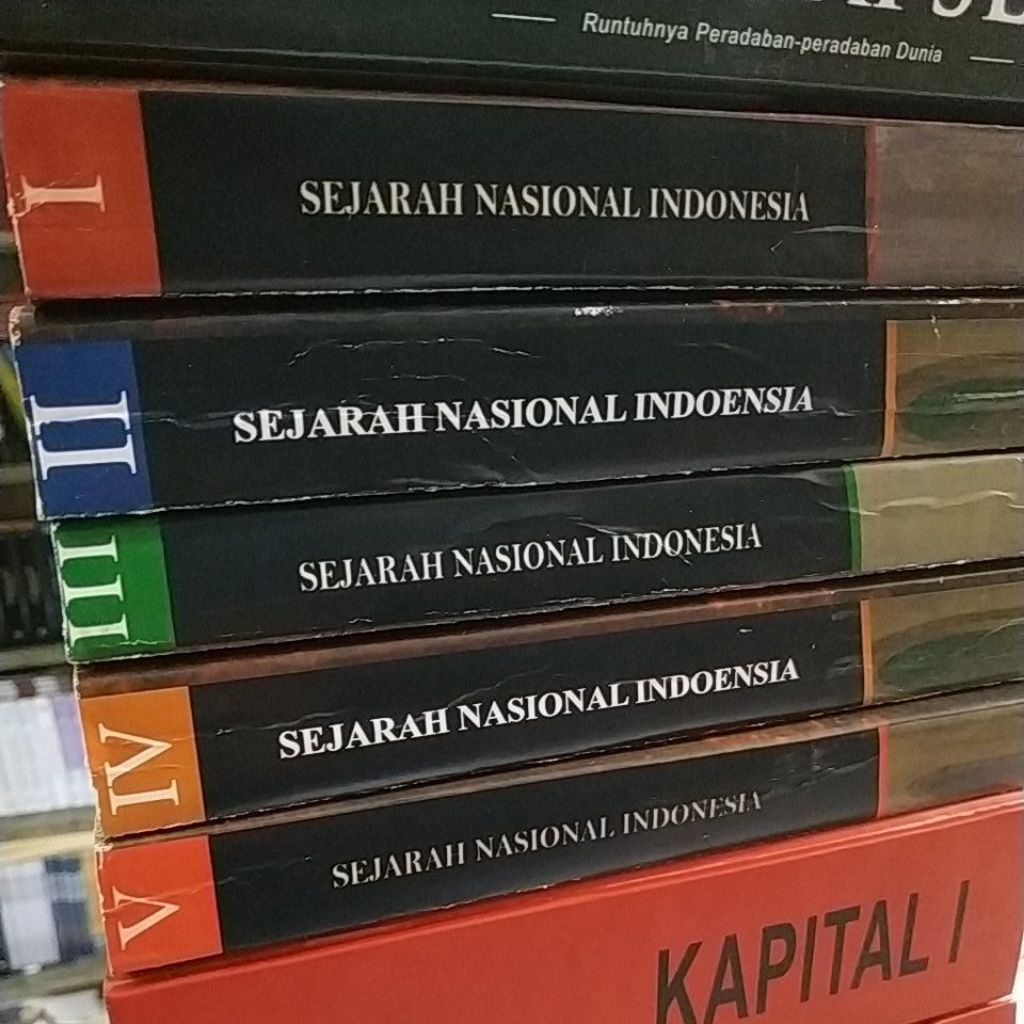 Runtuhnya Peradaban-peradaban Dunia
I SEJARAH NASIONAL INDONESIA
II SEJARAH NASIONAL INDOENSIA
III SEJARAH NASIONAL INDONESIA
IV SEJARAH NASIONAL INDOENSIA
V SEJARAH NASIONAL INDONESIA
KAPITAL I